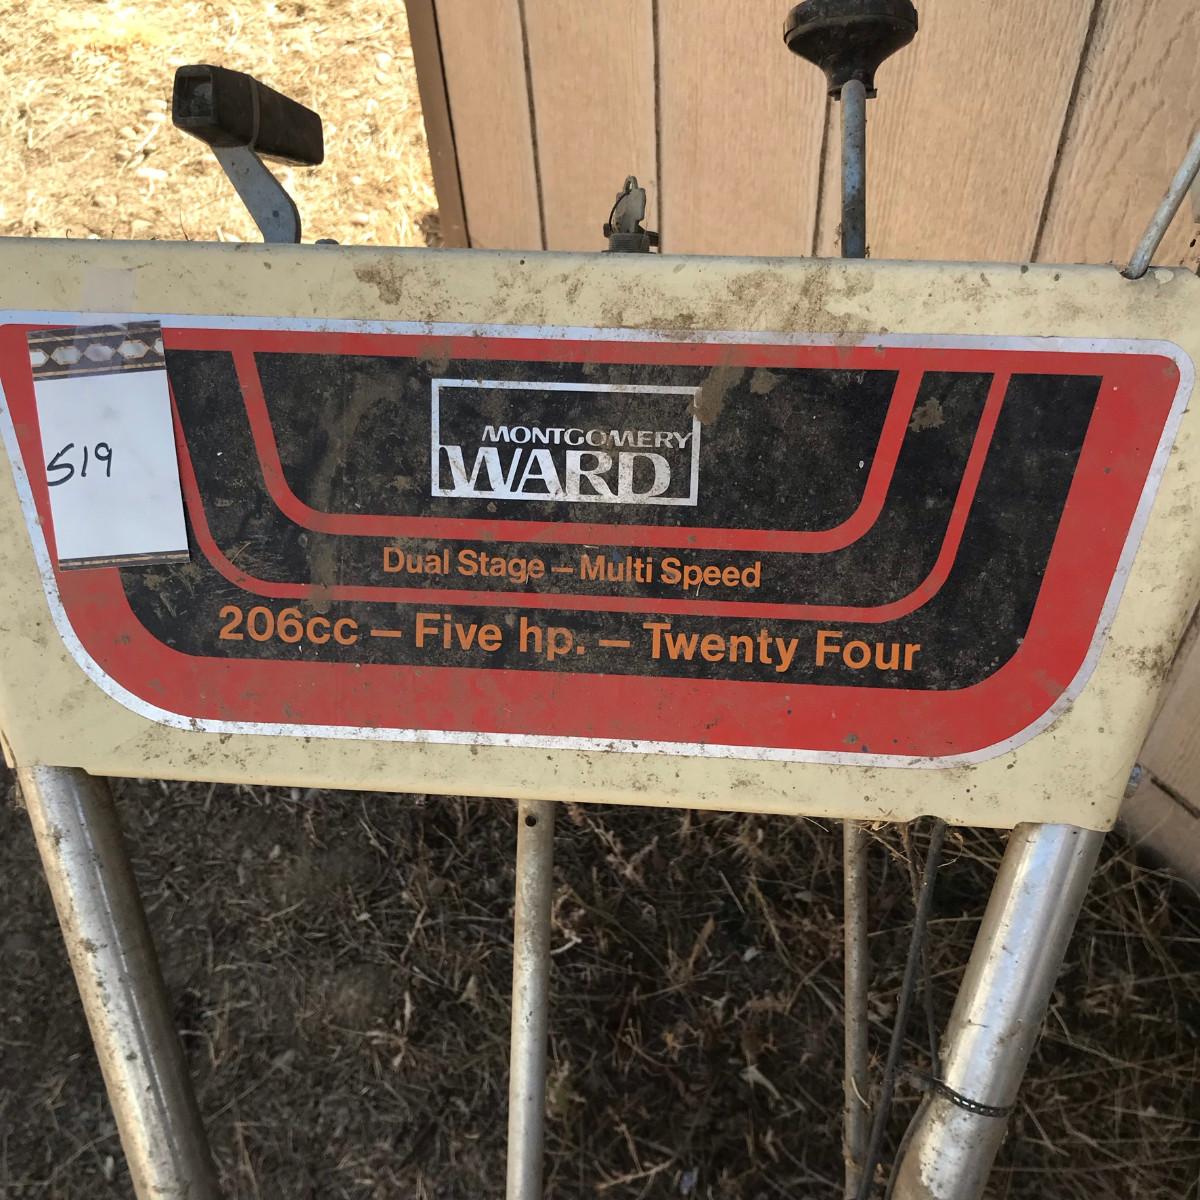 MONTGOMERY
WARD
519
Dual Stage – Multi Speed
206cc – Five hp. – Twenty Four